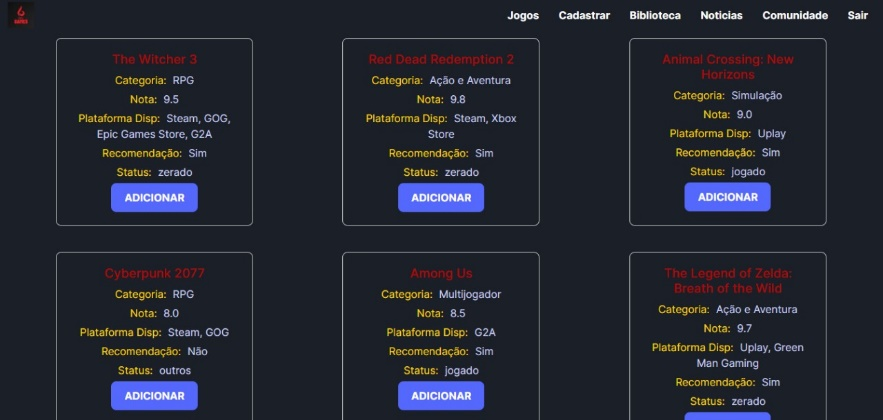 Jogos Cadastrar Biblioteca Noticias Comunidade Sair
The Witcher 3
Categoria: RPG
Nota: 9.5
Plataforma Disp: Steam, GOG,
Epic Games Store, G2A
Recomendação: Sim
Status: zerado
ADICIONAR
Red Dead Redemption 2
Categoria: Ação e Aventura
Nota: 9.8
Plataforma Disp: Steam, Xbox
Store
Recomendação: Sim
Status: zerado
ADICIONAR
Animal Crossing: New
Horizons
Categoria: Simulação
Nota: 9.0
Plataforma Disp: Uplay
Recomendação: Sim
Status: jogado
ADICIONAR
Cyberpunk 2077
Categoria: RPG
Nota: 8.0
Plataforma Disp: Steam, GOG
Recomendação: Não
Status: outros
ADICIONAR
Among Us
Categoria: Multijogador
Nota: 8.5
Plataforma Disp: G2A
Recomendação: Sim
Status: jogado
ADICIONAR
The Legend of Zelda:
Breath of the Wild
Categoria: Ação e Aventura
Nota: 9.7
Plataforma Disp: Uplay, Green
Man Gaming
Recomendação: Sim
Status: zerado